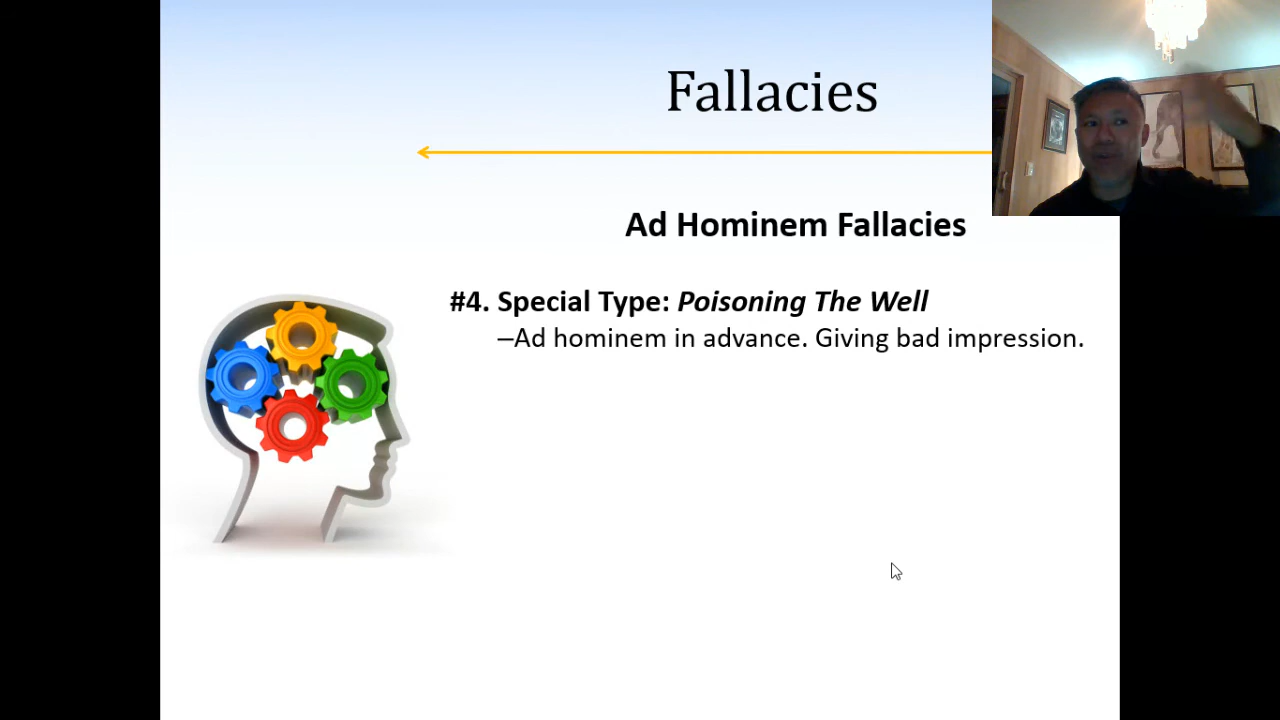 Fallacies
Ad Hominem Fallacies
#4. Special Type: Poisoning The Well
–Ad hominem in advance. Giving bad impression.